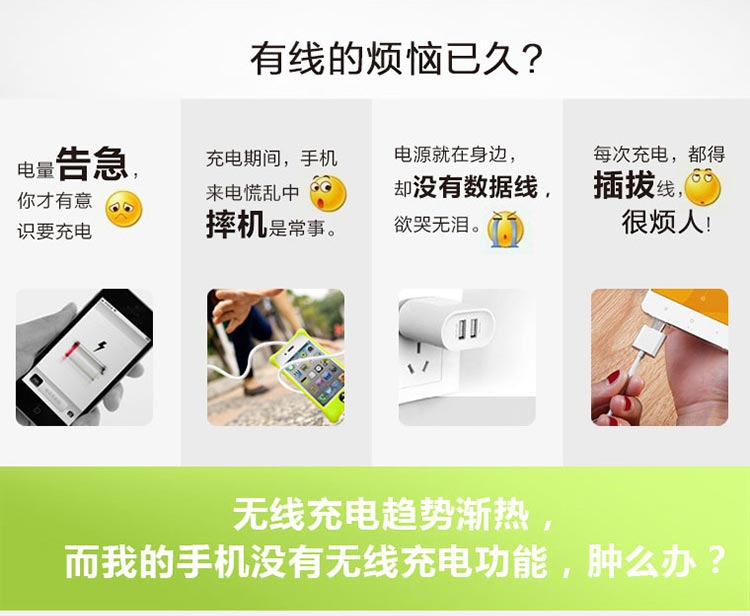 有线的烦恼已久?
电量告急，
你才有意
识要充电
充电期间，手机
来电慌乱中
摔机是常事。
电源就在身边，
却没有数据线，
欲哭无泪。
每次充电，都得
插拔线，
很烦人!
无线充电趋势渐热，
而我的手机没有无线充电功能，肿么办？